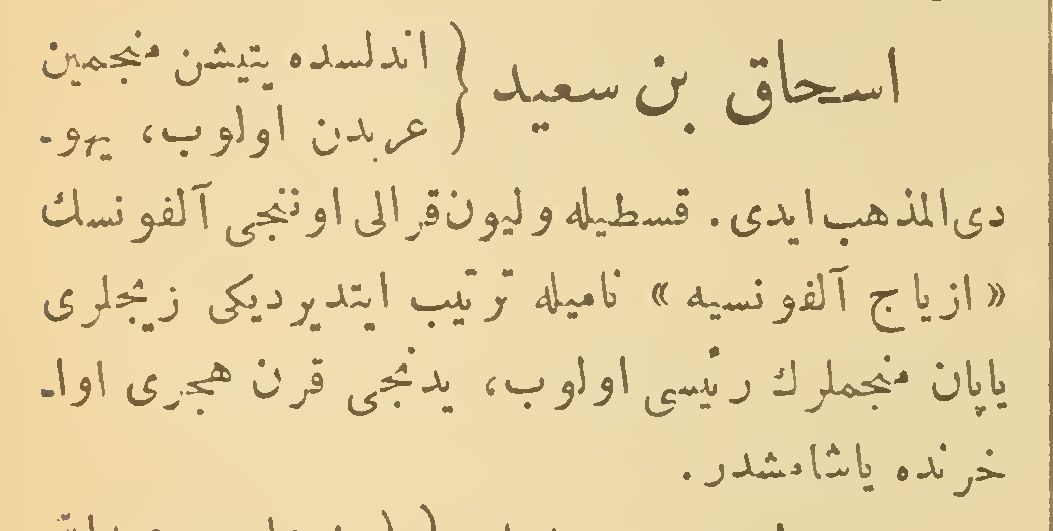 اسحاق بن سعید { اندلسده یتیشن منجمین
عربدن اولوب، یهو-
دی‌المذهب ایدی. قسطیله و لیون قرالی اوننجی آلفونسك
« ازیاج آلفونسیه » نامیله ترتیب ایتدیردیکی زیجلری
یاپان منجملرك رئیسی اولوب، یدنجی قرن هجری اوا-
خرنده یاشامشدر.